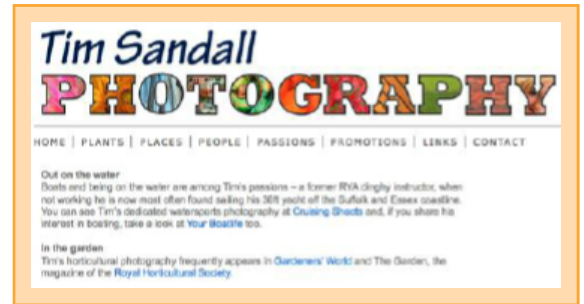 Tim Sandall
PHOTOGRAPHY
HOME | PLANTS | PLACES | PEOPLE | PASSIONS | PROMOTIONS | LINKS | CONTACT
Out on the water
Boats and being on the water are among Tim's passions – a former RYA dinghy instructor, when
not working he is now most often found sailing his 36ft yacht off the Suffolk and Essex coastline.
You can see Tim's dedicated watersports photography at Cruising Shoots and, if you share his
interest in boating, take a look at Your Boatlife too.
In the garden
Tim's horticultural photography frequently appears in Gardeners' World and The Garden, the
magazine of the Royal Horticultural Society.